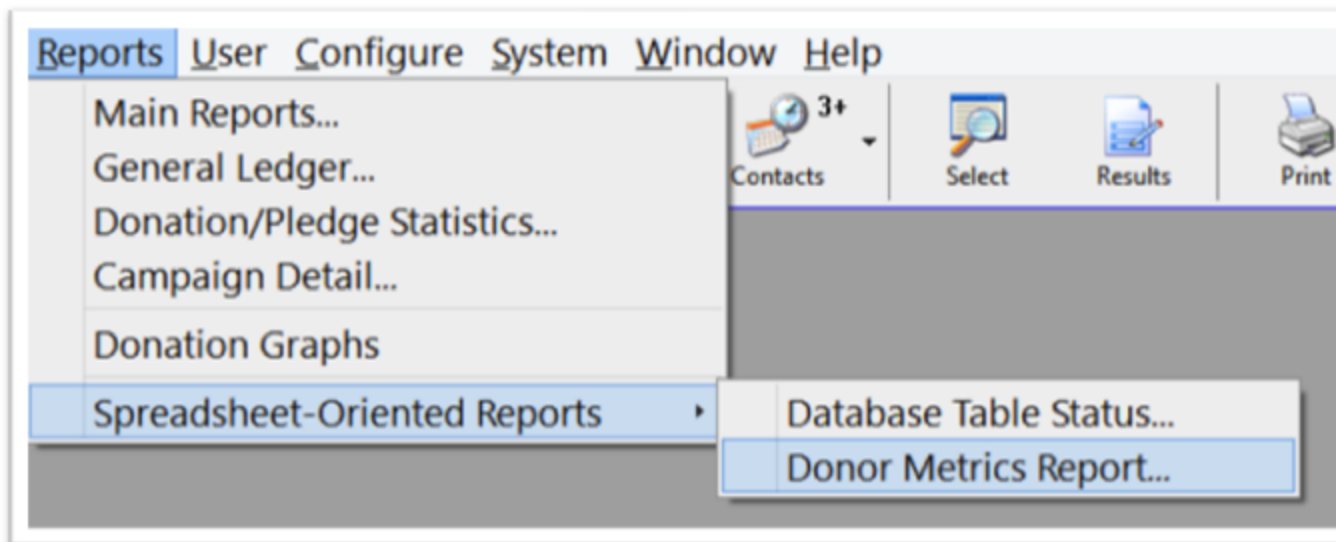 Reports User Configure System Window Help
Main Reports...
General Ledger...
Donation/Pledge Statistics...
Campaign Detail...
Donation Graphs
Spreadsheet-Oriented Reports
3+
Contacts
Select
Results
Print
Database Table Status...
Donor Metrics Report...